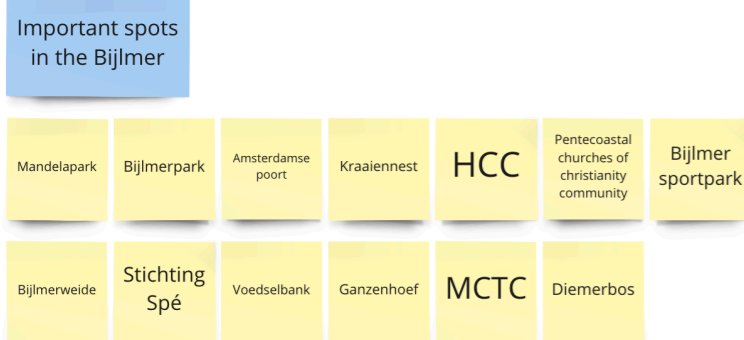 Important spots
in the Bijlmer
Mandelapark
Bijlmerpark
Amsterdamse
poort
Kraaiennest
HCC
Pentecoastal
churches of
christianity
community
Bijlmer
sportpark
Bijlmerweide
Stichting
Spé
Voedselbank
Ganzenhoef
MCTC
Diemerbos